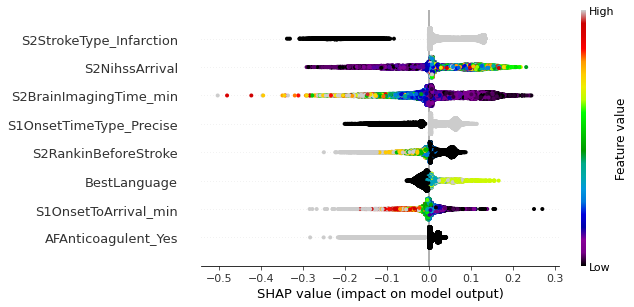 High
S2StrokeType_Infarction
S2NihssArrival
S2BrainImagingTime_min
S1OnsetTimeType_Precise
S2RankinBeforeStroke
BestLanguage
S1OnsetToArrival_min
AFAnticoagulent_Yes
Low
Feature value
−0.5 −0.4 −0.3 −0.2 −0.1 0.0 0.1 0.2 0.3
SHAP value (impact on model output)